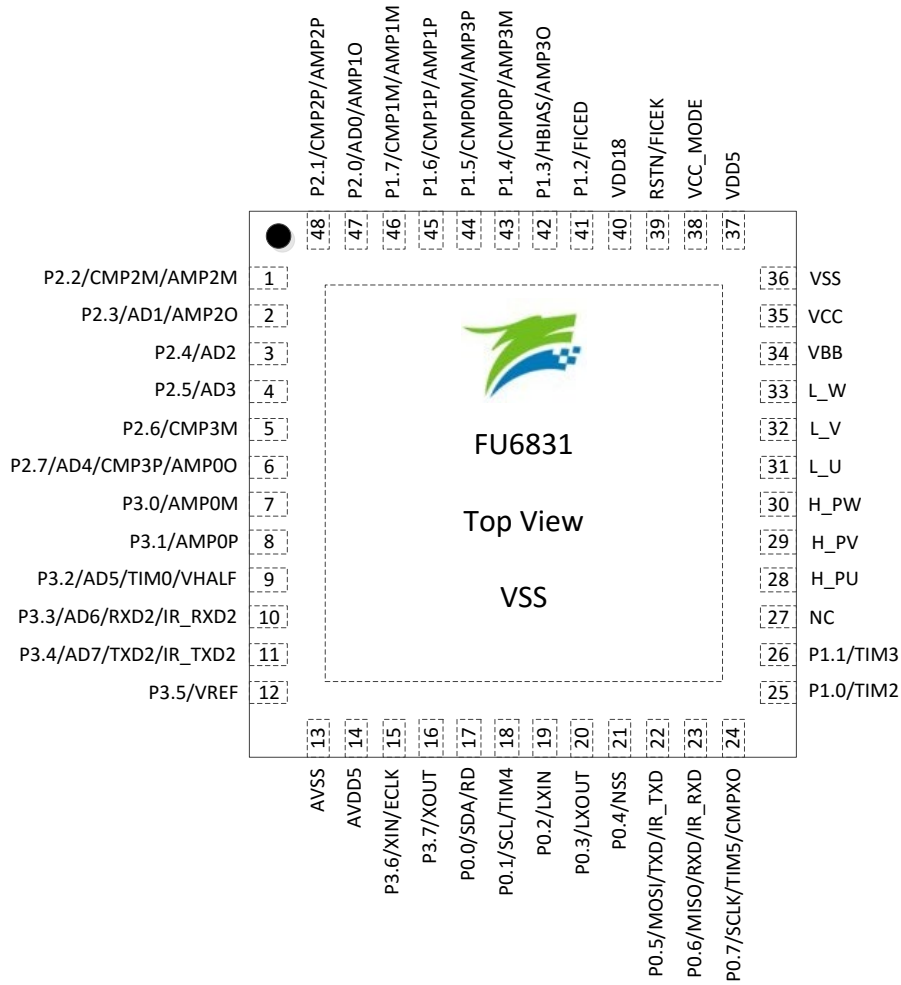 P2.1/CMP2P/AMP2P
P2.0/AD0/AMP1O
P1.7/CMP1M/AMP1M
P1.6/CMP1P/AMP1P
P1.5/CMP0M/AMP3P
P1.4/CMP0P/AMP3M
P1.3/HBIAS/AMP3O
P1.2/FICED
VDD18
RSTN/FICEK
VCC_MODE
VDD5
48
47
46
45
44
43
42
41
40
39
38
37
P2.2/CMP2M/AMP2M 1
P2.3/AD1/AMP2O 2
P2.4/AD2 3
P2.5/AD3 4
P2.6/CMP3M 5
P2.7/AD4/CMP3P/AMP0O 6
P3.0/AMP0M 7
P3.1/AMP0P 8
P3.2/AD5/TIM0/VHALF 9
P3.3/AD6/RXD2/IR_RXD2 10
P3.4/AD7/TXD2/IR_TXD2 11
P3.5/VREF 12
FU6831
Top View
VSS
36 VSS
35 VCC
34 VBB
33 L_W
32 L_V
31 L_U
30 H_PW
29 H_PV
28 H_PU
27 NC
26 P1.1/TIM3
25 P1.0/TIM2
13
14
15
16
17
18
19
20
21
22
23
24
AVSS
AVDD5
P3.6/XIN/ECLK
P3.7/XOUT
P0.0/SDA/RD
P0.1/SCL/TIM4
P0.2/LXIN
P0.3/LXOUT
P0.4/NSS
P0.5/MOSI/TXD/IR_TXD
P0.6/MISO/RXD/IR_RXD
P0.7/SCLK/TIM5/CMPXO